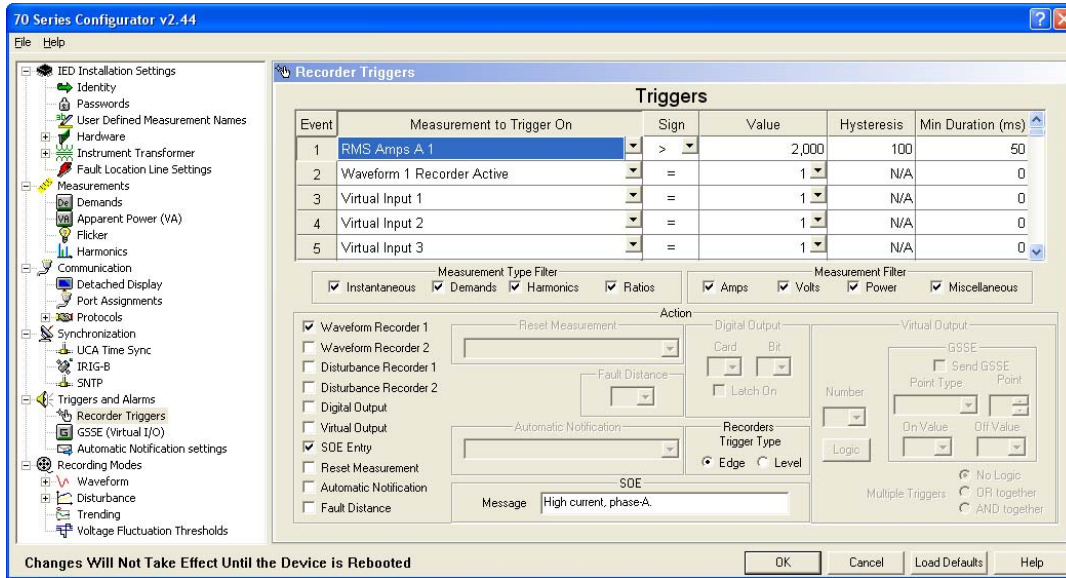 70 Series Configurator v2.44
File Help
IED Installation Settings
Identity
Passwords
User Defined Measurement Names
Hardware
Instrument Transformer
Fault Location Line Settings
Measurements
De Demands
VA Apparent Power (VA)
Flicker
Harmonics
Communication
Detached Display
Port Assignments
Protocols
Synchronization
UCA Time Sync
IRIG-B
SNTP
Triggers and Alarms
Recorder Triggers
G GSSE (Virtual I/O)
Automatic Notification settings
Recording Modes
Waveform
Disturbance
Trending
Voltage Fluctuation Thresholds
Recorder Triggers
Triggers
Event Measurement to Trigger On Sign Value Hysteresis Min Duration (ms)
1 RMS Amps A 1 > 2,000 100 50
2 Waveform 1 Recorder Active = 1 N/A 0
3 Virtual Input 1 = 1 N/A 0
4 Virtual Input 2 = 1 N/A 0
5 Virtual Input 3 = 1 N/A 0
Measurement Type Filter
Instantaneous Demands Harmonics Ratios
Measurement Filter
Amps Volts Power Miscellaneous
Action
Waveform Recorder 1
Waveform Recorder 2
Disturbance Recorder 1
Disturbance Recorder 2
Digital Output
Virtual Output
SOE Entry
Reset Measurement
Automatic Notification
Fault Distance
Reset Measurement
Fault Distance
Automatic Notification
Digital Output
Card Bit
Latch On
Recorders
Trigger Type
Edge Level
SOE
Message High current, phase-A.
Virtual Output
Number
Logic
GSSE
Send GSSE
Point Type Point
On Value Off Value
Multiple Triggers
No Logic
OR together
AND together
Changes Will Not Take Effect Until the Device is Rebooted
OK Cancel Load Defaults Help